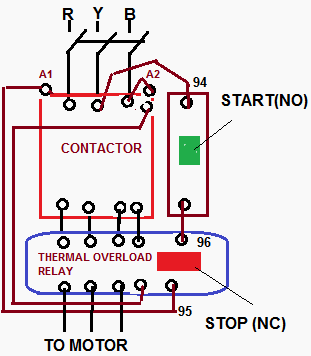 R Y B
A1 A2 94
START(NO)
CONTACTOR
96
THERMAL OVERLOAD
RELAY
95
STOP (NC)
TO MOTOR